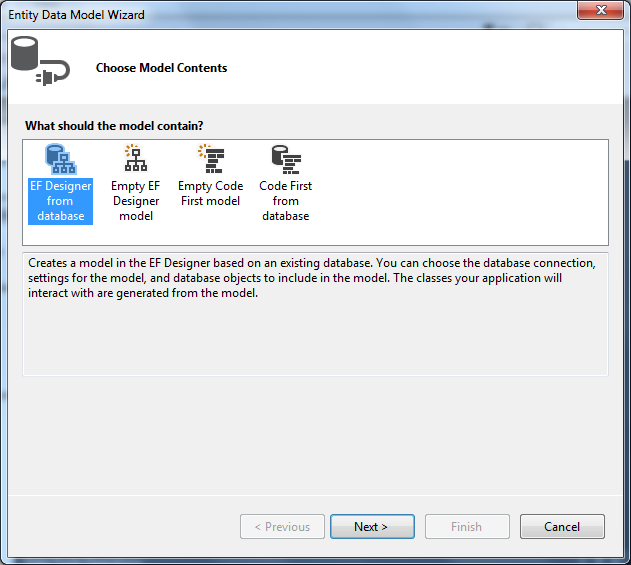 Entity Data Model Wizard
Choose Model Contents
What should the model contain?
EF Designer
from
database
Empty EF
Designer
model
Empty Code
First model
Code First
from
database
Creates a model in the EF Designer based on an existing database. You can choose the database connection,
settings for the model, and database objects to include in the model. The classes your application will
interact with are generated from the model.
< Previous
Next >
Finish
Cancel